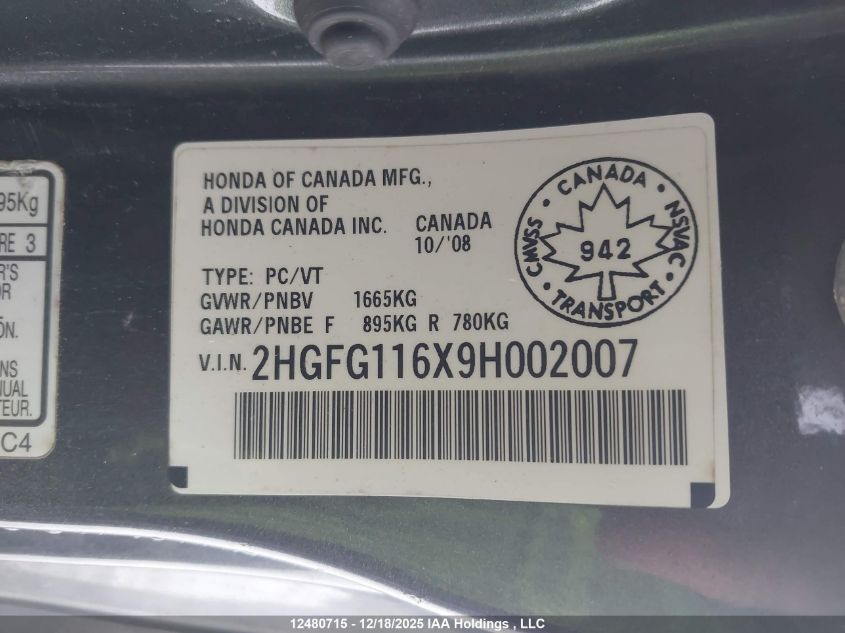 95Kg
RE 3
R'S
OR
ÓN.
NS
UAL
TEUR.
C4
HONDA OF CANADA MFG.,
A DIVISION OF
HONDA CANADA INC. CANADA
10/'08
TYPE: PC/VT
GVWR/PNBV 1665KG
GAWR/PNBE F 895KG R 780KG
V.I.N. 2HGFG116X9H002007
CMVSS • CANADA • NSVAC • TRANSPORT •
942
12480715 - 12/18/2025 IAA Holdings , LLC